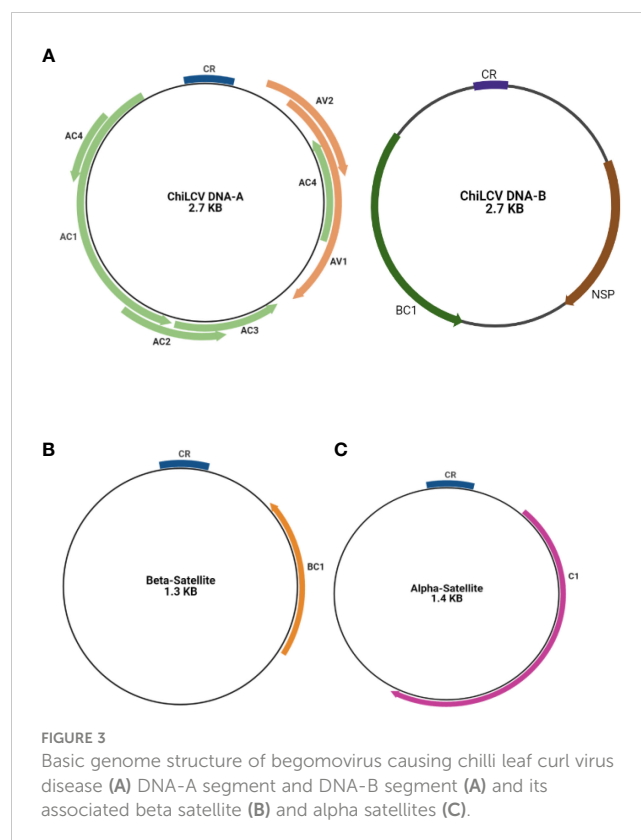 A
CR
AV2
AC4
AC4
ChiLCV DNA-A
2.7 KB
AC1
AV1
AC3
AC2
CR
ChiLCV DNA-B
2.7 KB
NSP
BC1
B
CR
BC1
Beta-Satellite
1.3 KB
C
CR
C1
Alpha-Satellite
1.4 KB
FIGURE 3
Basic genome structure of begomovirus causing chilli leaf curl virus
disease (A) DNA-A segment and DNA-B segment (A) and its
associated beta satellite (B) and alpha satellites (C).